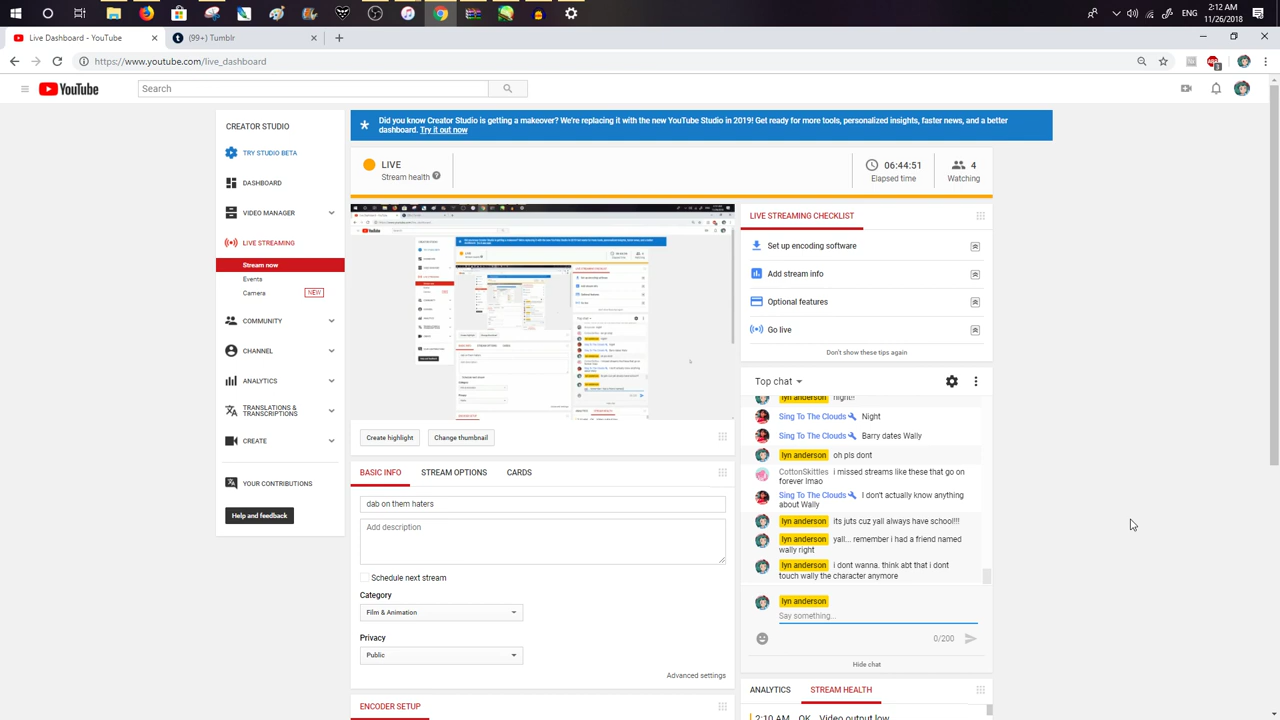 2:12 AM
ENG
11/26/2018
Live Dashboard - YouTube
(99+) Tumblr
https://www.youtube.com/live_dashboard
YouTube
Search
CREATOR STUDIO
TRY STUDIO BETA
DASHBOARD
VIDEO MANAGER
LIVE STREAMING
Stream now
Events
Camera
NEW
COMMUNITY
CHANNEL
ANALYTICS
TRANSLATIONS &
TRANSCRIPTIONS
CREATE
YOUR CONTRIBUTIONS
Help and feedback
Did you know Creator Studio is getting a makeover? We're replacing it with the new YouTube Studio in 2019! Get ready for more tools, personalized insights, faster news, and a better
dashboard. Try it out now
LIVE
Stream health
06:44:51
Elapsed time
4
Watching
Create highlight
Change thumbnail
BASIC INFO
STREAM OPTIONS
CARDS
dab on them haters
Add description
Schedule next stream
Category
Film & Animation
Privacy
Public
Advanced settings
ENCODER SETUP
LIVE STREAMING CHECKLIST
Set up encoding software
Add stream info
Optional features
Go live
Don't show these tips again
Top chat
lyn anderson night!!
Sing To The Clouds Night
Sing To The Clouds Barry dates Wally
lyn anderson oh pls dont
CottonSkittles i missed streams like these that go on
forever lmao
Sing To The Clouds I don't actually know anything
about Wally
lyn anderson its juts cuz yall always have school!!!
lyn anderson yall... remember i had a friend named
wally right
lyn anderson i dont wanna. think abt that i dont
touch wally the character anymore
lyn anderson
Say something...
0/200
Hide chat
ANALYTICS
STREAM HEALTH
2:10 AM OK Video output low